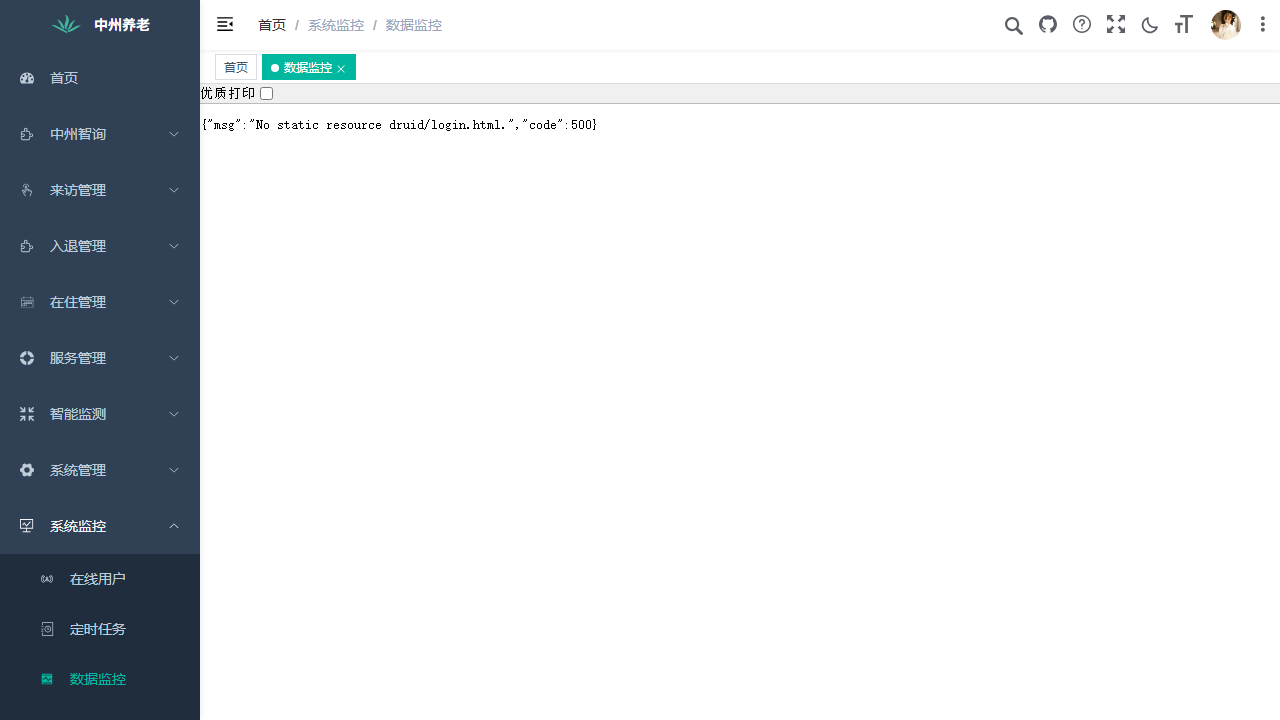 中州养老
首页
中州智询
来访管理
入退管理
在住管理
服务管理
智能监测
系统管理
系统监控
在线用户
定时任务
数据监控
首页 / 系统监控 / 数据监控
首页
数据监控
优质打印
{"msg":"No static resource druid/login.html.","code":500}